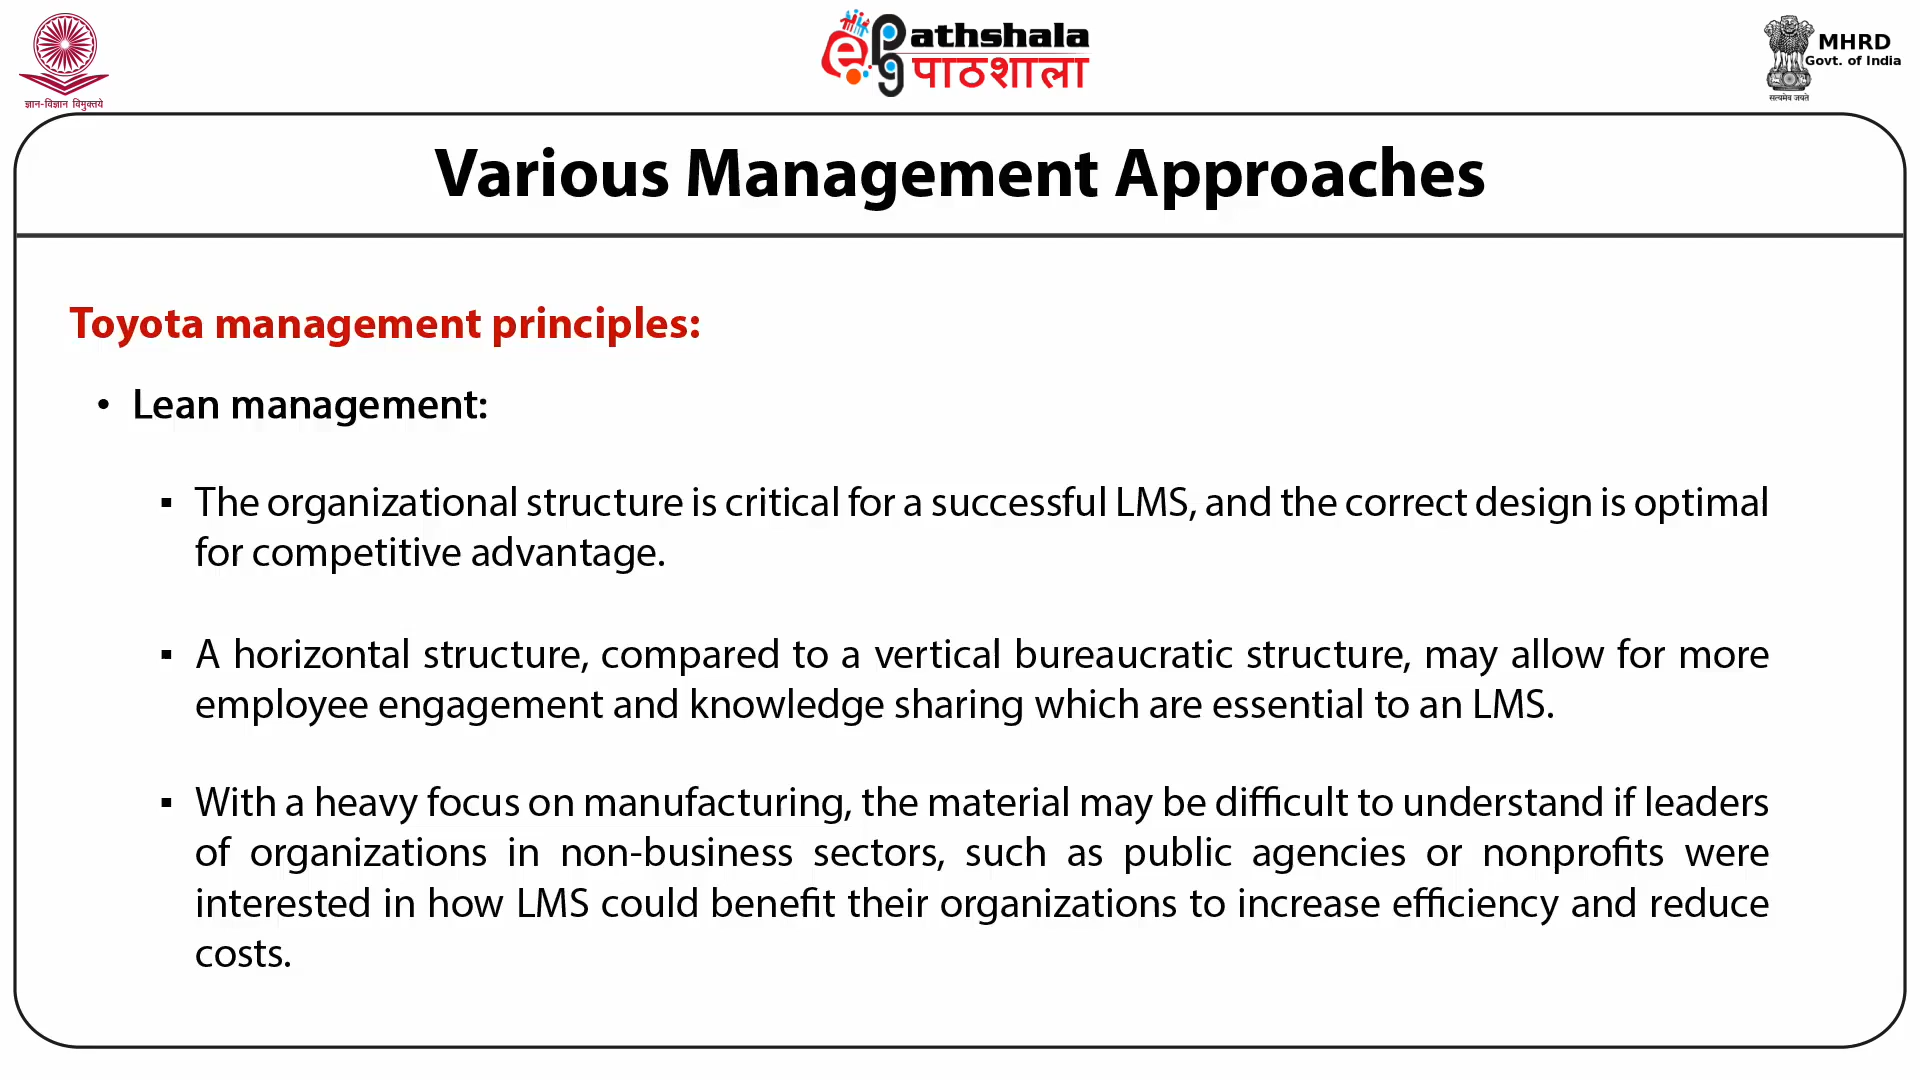 ज्ञान-विज्ञान विमुक्तये
e Pathshala
पाठशाला
MHRD
Govt. of India
सत्यमेव जयते
Various Management Approaches
Toyota management principles:
• Lean management:
▪ The organizational structure is critical for a successful LMS, and the correct design is optimal
for competitive advantage.
▪ A horizontal structure, compared to a vertical bureaucratic structure, may allow for more
employee engagement and knowledge sharing which are essential to an LMS.
▪ With a heavy focus on manufacturing, the material may be difficult to understand if leaders
of organizations in non-business sectors, such as public agencies or nonprofits were
interested in how LMS could benefit their organizations to increase efficiency and reduce
costs.